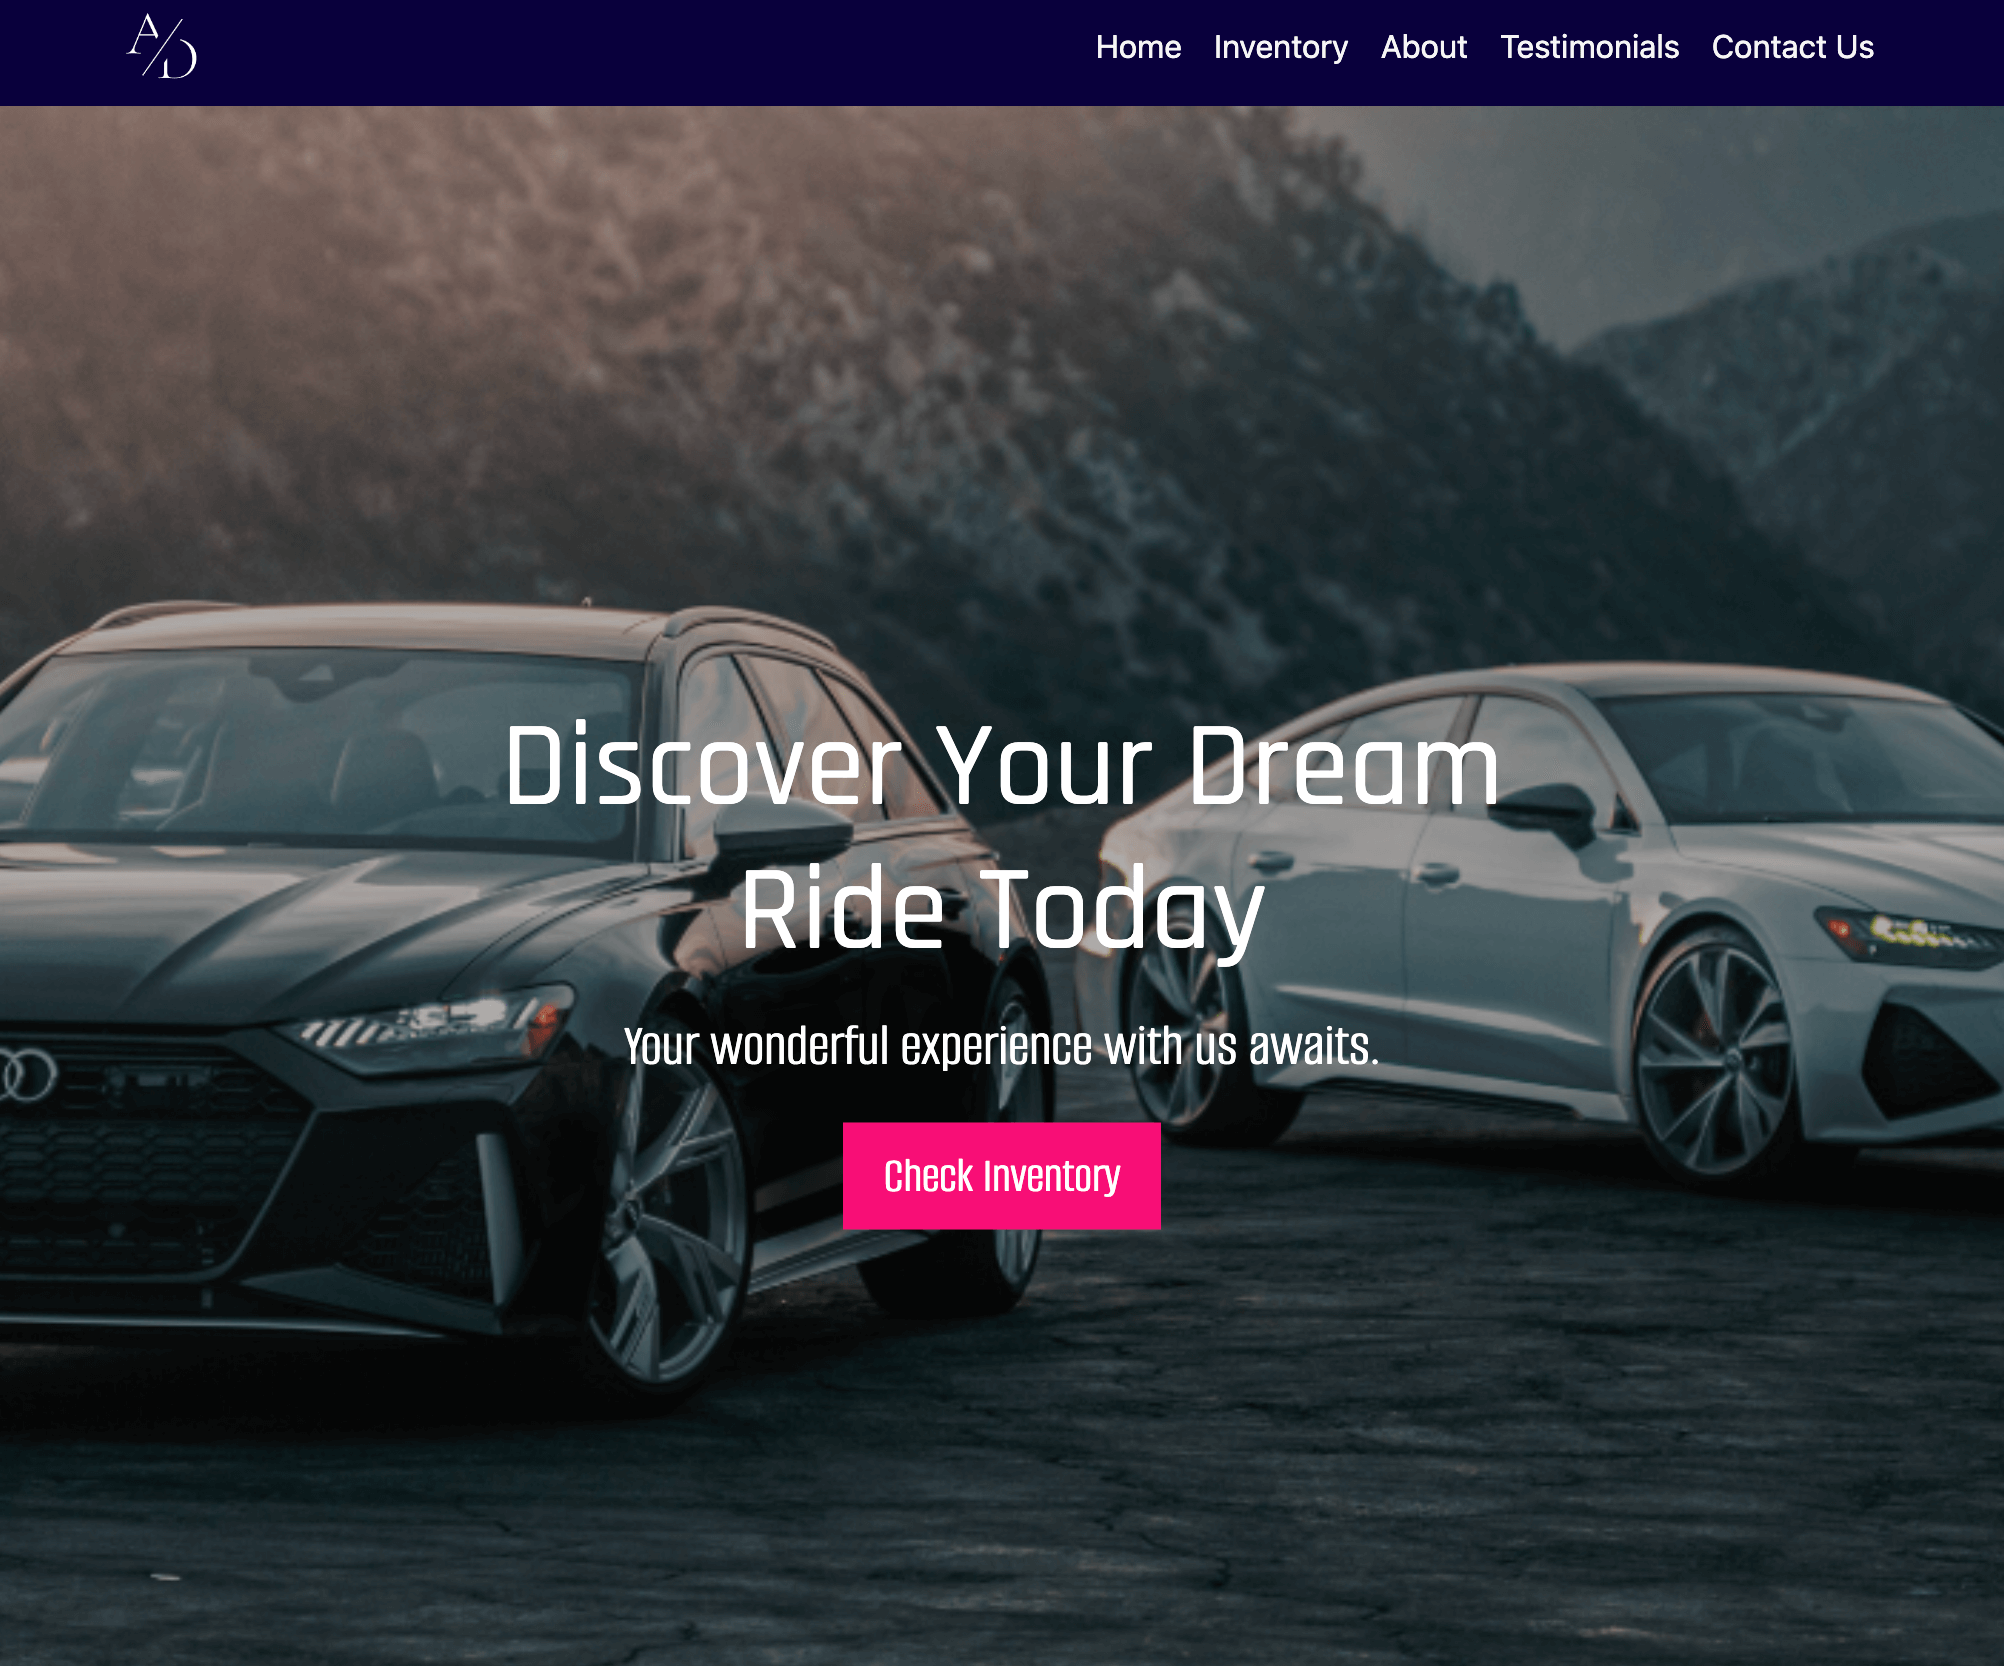 A/D
Home Inventory About Testimonials Contact Us
Discover Your Dream
Ride Today
Your wonderful experience with us awaits.
Check Inventory